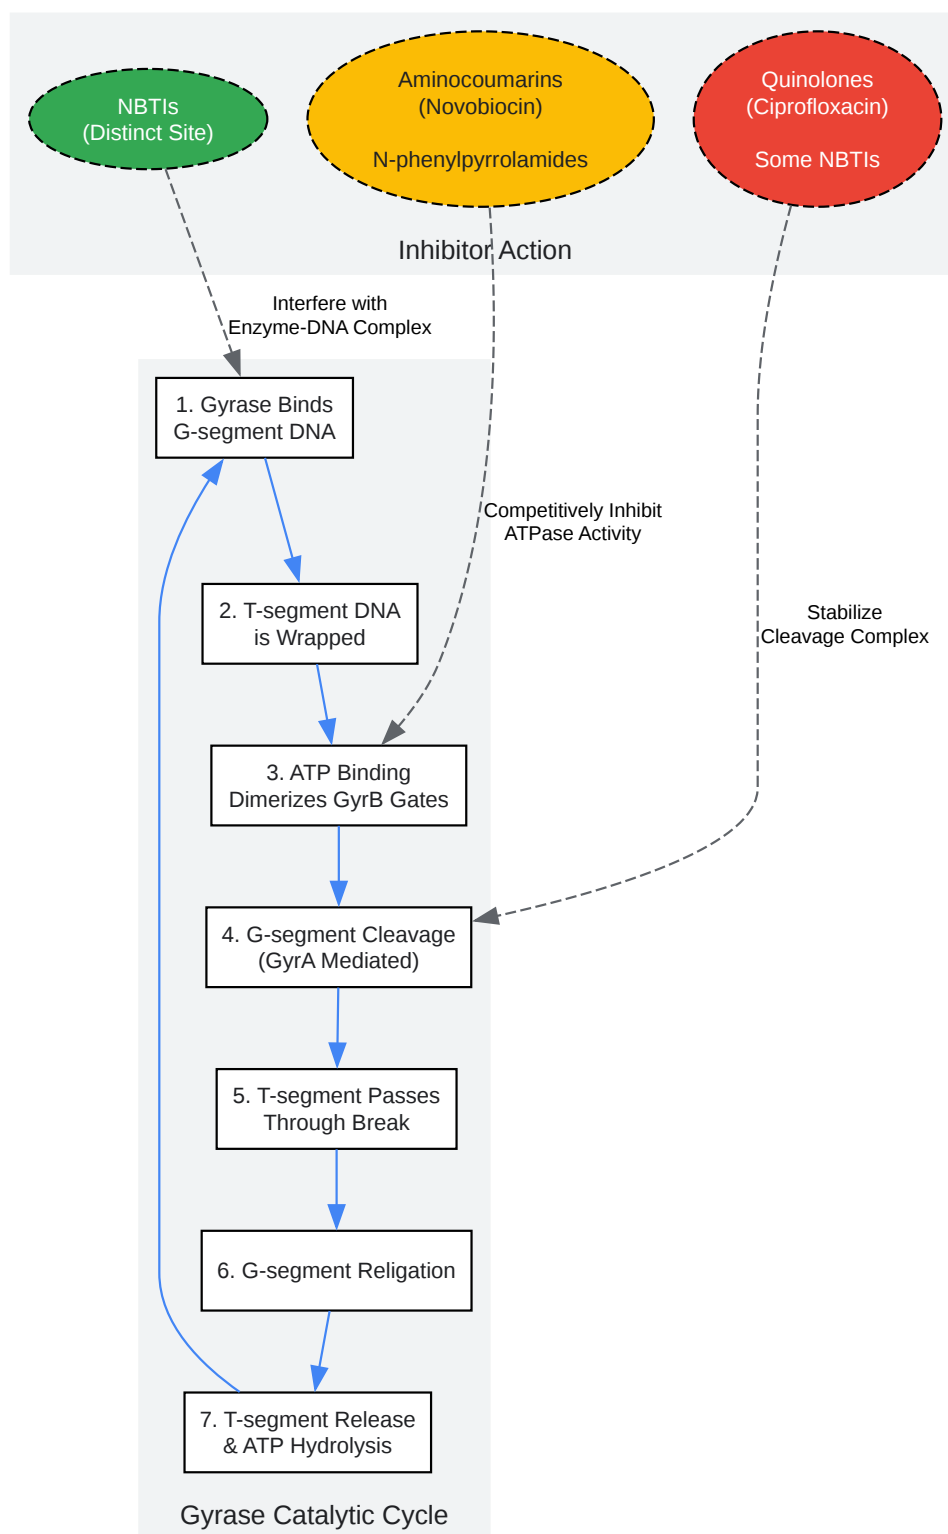 NBTIs
(Distinct Site)
Aminocoumarins
(Novobiocin)
N-phenylpyrrolamides
Quinolones
(Ciprofloxacin)
Some NBTIs
Inhibitor Action
Interfere with
Enzyme-DNA Complex
1. Gyrase Binds
G-segment DNA
Competitively Inhibit
ATPase Activity
2. T-segment DNA
is Wrapped
Stabilize
Cleavage Complex
3. ATP Binding
Dimerizes GyrB Gates
4. G-segment Cleavage
(GyrA Mediated)
5. T-segment Passes
Through Break
6. G-segment Religation
7. T-segment Release
& ATP Hydrolysis
Gyrase Catalytic Cycle